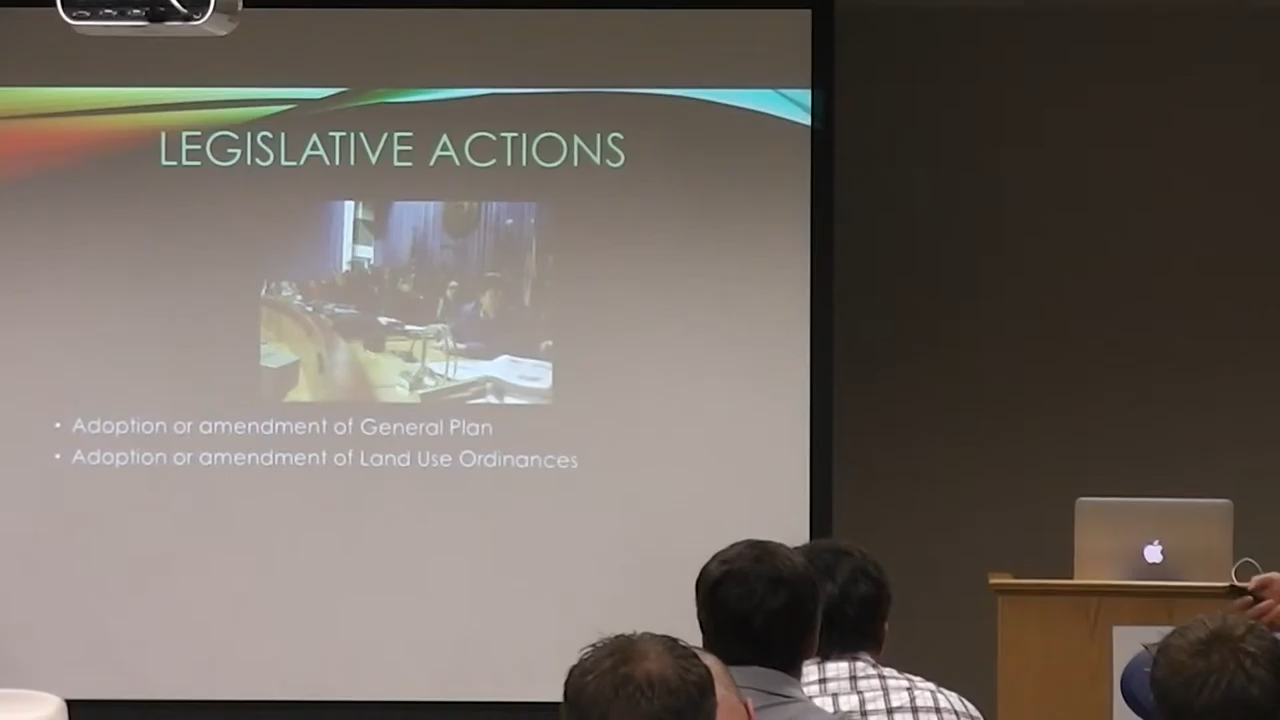 LEGISLATIVE ACTIONS
• Adoption or amendment of General Plan
• Adoption or amendment of Land Use Ordinances